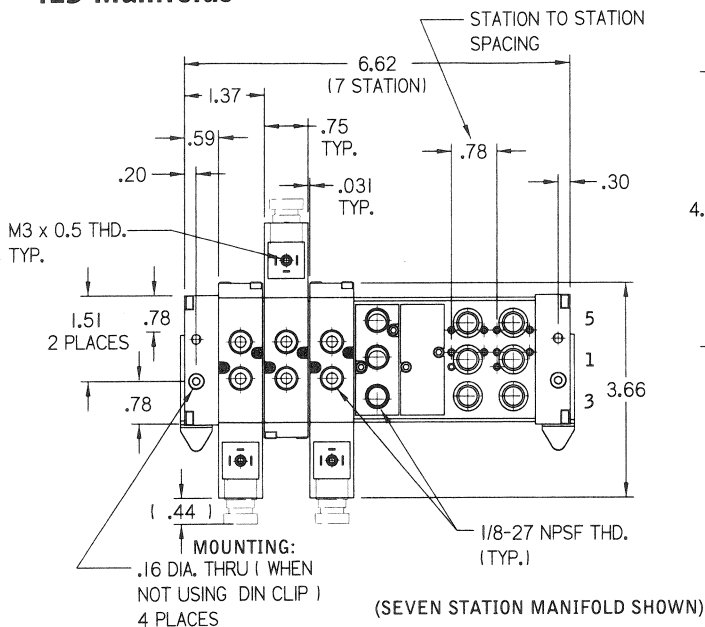 STATION TO STATION
SPACING
6.62
(7 STATION)
1.37
.75
TYP.
.59
.78
.20
.031
TYP.
.30
M3 x 0.5 THD.
TYP.
4.
1.51
2 PLACES
.78
5
1
3
3.66
.78
( .44 )
MOUNTING:
.16 DIA. THRU ( WHEN
NOT USING DIN CLIP )
4 PLACES
1/8-27 NPSF THD.
(TYP.)
(SEVEN STATION MANIFOLD SHOWN)